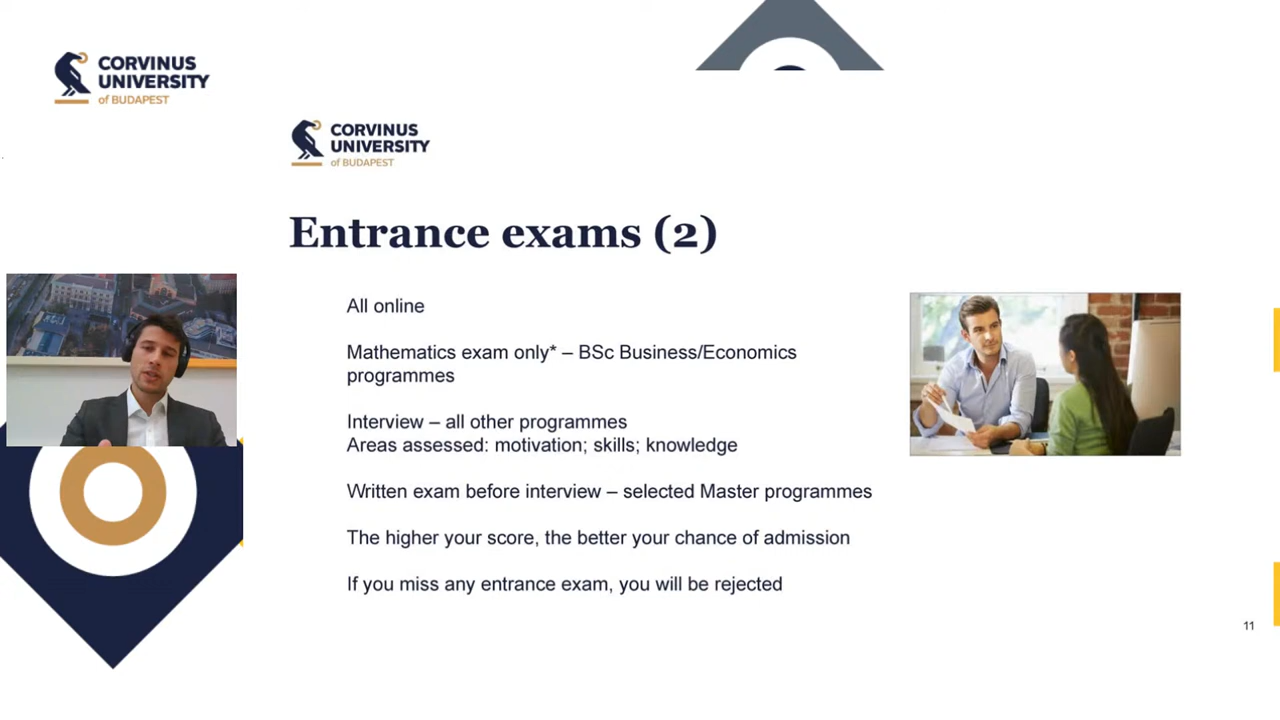 CORVINUS
UNIVERSITY
of BUDAPEST
CORVINUS
UNIVERSITY
of BUDAPEST
Entrance exams (2)
All online
Mathematics exam only* – BSc Business/Economics
programmes
Interview – all other programmes
Areas assessed: motivation; skills; knowledge
Written exam before interview – selected Master programmes
The higher your score, the better your chance of admission
If you miss any entrance exam, you will be rejected
11